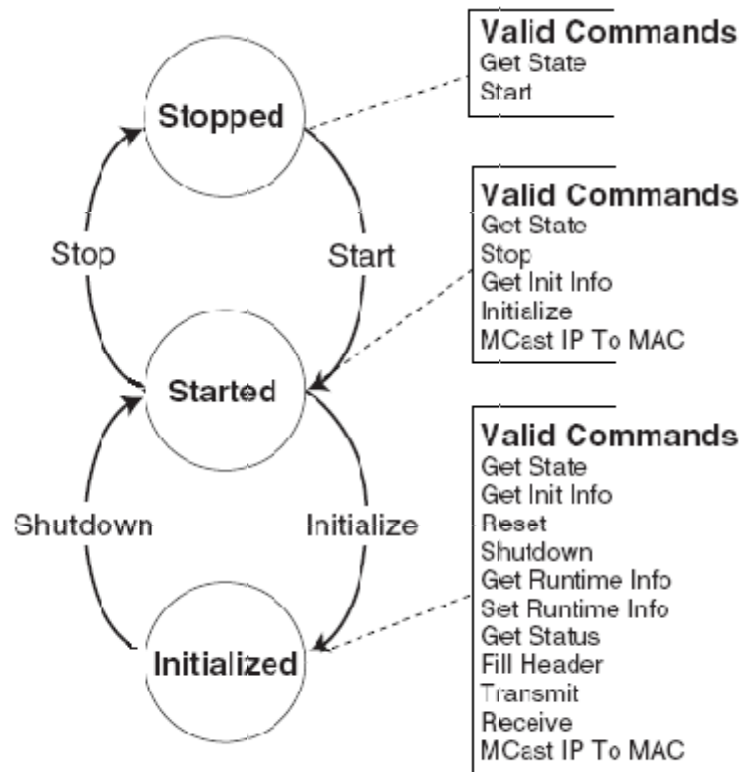 Stopped
Stop
Start
Started
Shutdown
Initialize
Initialized
Valid Commands
Get State
Start
Valid Commands
Get State
Stop
Get Init Info
Initialize
MCast IP To MAC
Valid Commands
Get State
Get Init Info
Reset
Shutdown
Get Runtime Info
Set Runtime Info
Get Status
Fill Header
Transmit
Receive
MCast IP To MAC